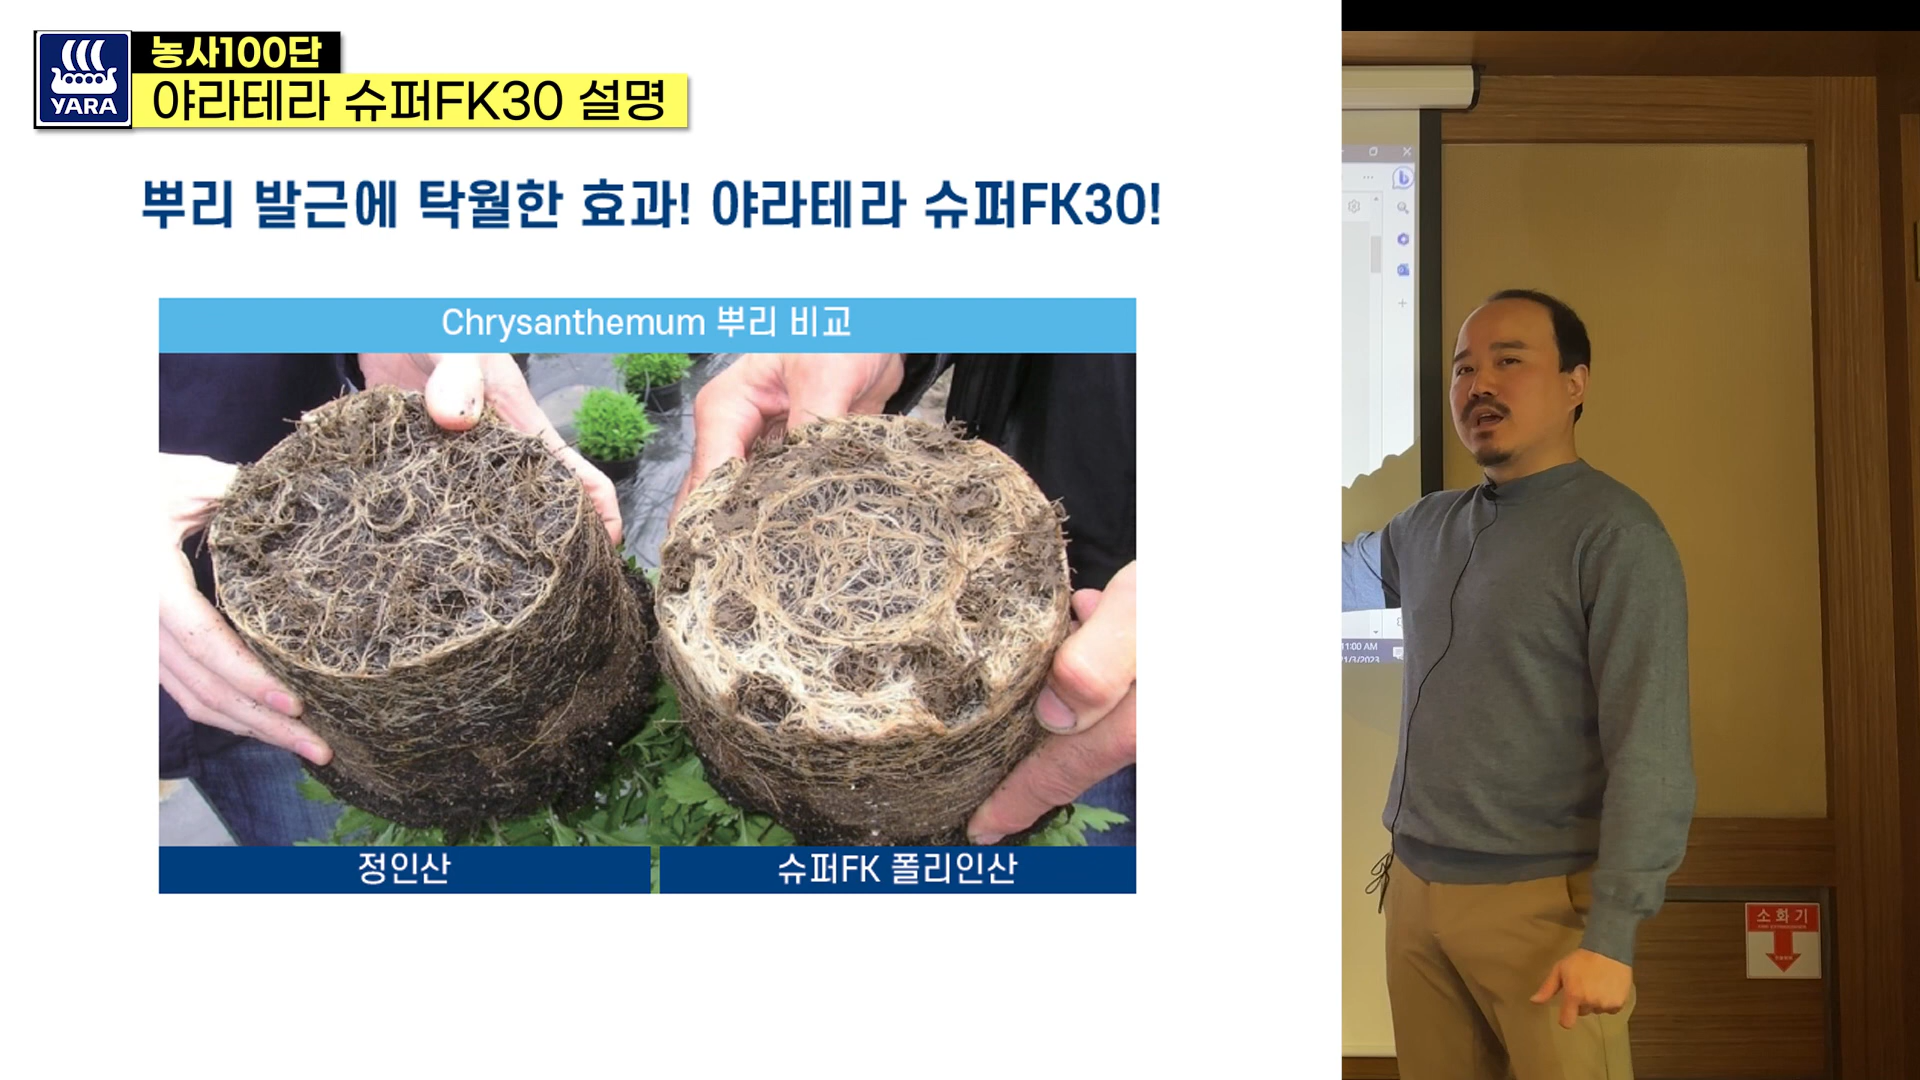 YARA
농사100단
야라테라 슈퍼FK30 설명
뿌리 발근에 탁월한 효과! 야라테라 슈퍼FK30!
Chrysanthemum 뿌리 비교
정인산
슈퍼FK 폴리인산
11:00 AM
소화기